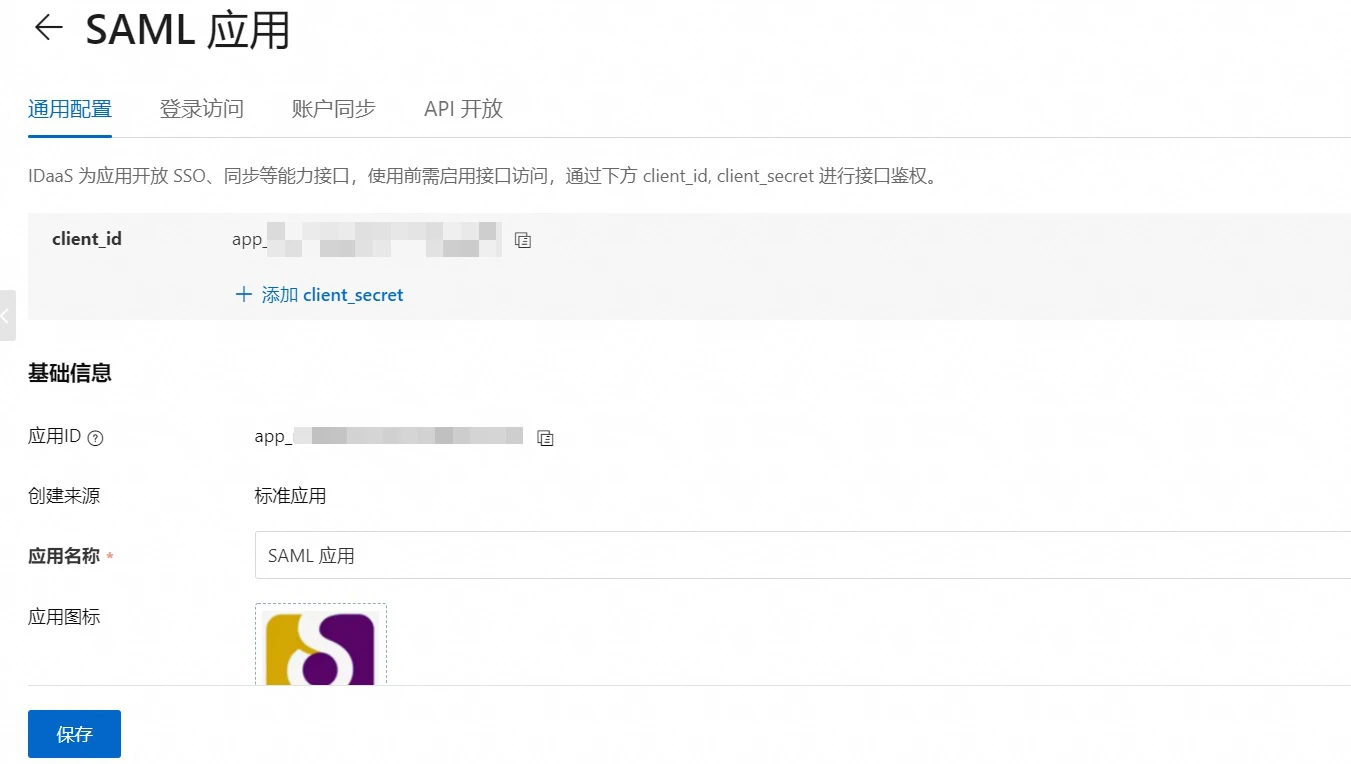 SAML 应用
通用配置 登录访问 账户同步 API 开放
IDaaS 为应用开放 SSO、同步等能力接口，使用前需启用接口访问，通过下方 client_id, client_secret 进行接口鉴权。
client_id app_
添加 client_secret
基础信息
应用ID ? app_
创建来源 标准应用
应用名称 * SAML 应用
应用图标
保存